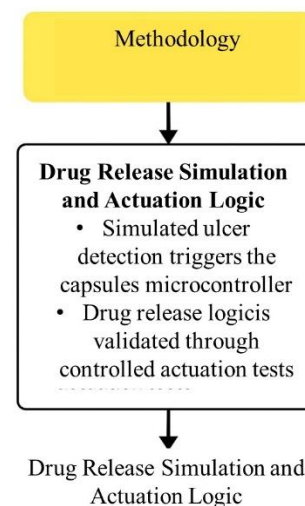 Methodology
Drug Release Simulation
and Actuation Logic
• Simulated ulcer
detection triggers the
capsules microcontroller
• Drug release logicis
validated through
controlled actuation tests
Drug Release Simulation and
Actuation Logic